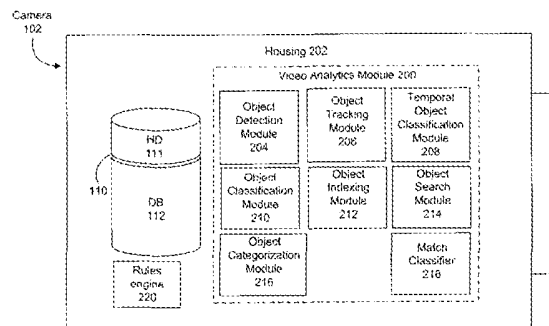 Camera
102
Housing 202
Video Analytics Module 200
Object
Detection
Module
204
Object
Tracking
Module
206
Temporal
Object
Classification
Module
208
HD
111
110
DB
112
Object
Classification
Module
210
Object
Indexing
Module
212
Object
Search
Module
214
Object
Categorization
Module
216
Match
Classifier
218
Rules
engine
220